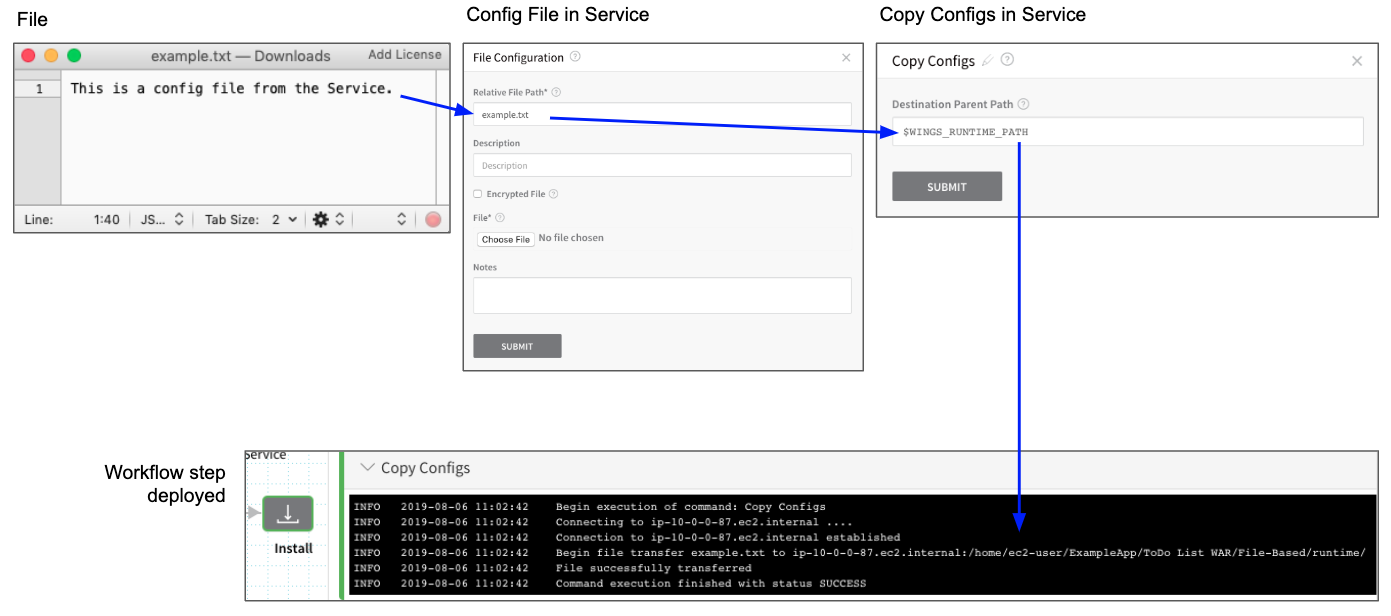 File
Config File in Service
Copy Configs in Service
example.txt — Downloads
Add License
1
This is a config file from the Service.
Line:
1:40
JS...
Tab Size:
2
File Configuration
Relative File Path*
example.txt
Description
Description
Encrypted File
File*
Choose File
No file chosen
Notes
SUBMIT
Copy Configs
Destination Parent Path
$WINGS_RUNTIME_PATH
SUBMIT
Workflow step
deployed
Service
Install
Copy Configs
INFO 2019-08-06 11:02:42 Begin execution of command: Copy Configs
INFO 2019-08-06 11:02:42 Connecting to ip-10-0-0-87.ec2.internal ....
INFO 2019-08-06 11:02:42 Connection to ip-10-0-0-87.ec2.internal established
INFO 2019-08-06 11:02:42 Begin file transfer example.txt to ip-10-0-0-87.ec2.internal:/home/ec2-user/ExampleApp/ToDo List WAR/File-Based/runtime/
INFO 2019-08-06 11:02:42 File successfully transferred
INFO 2019-08-06 11:02:42 Command execution finished with status SUCCESS